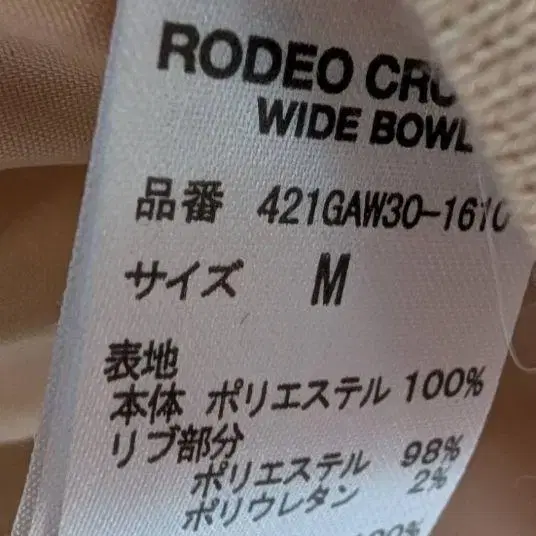 RODEO
WIDE BOWL
品番 421GAW30-1610
サイズ M
表地
本体 ポリエステル 100%
リブ部分
ポリエステル 98%
ポリウレタン 2%